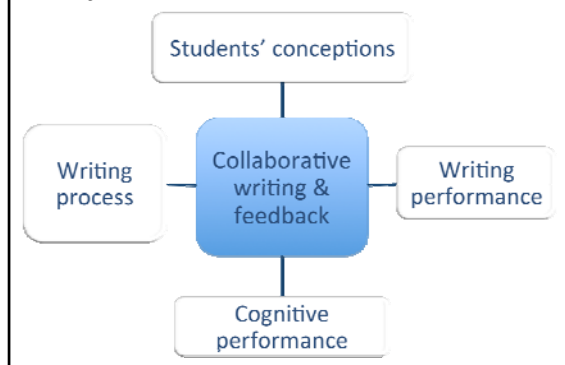 Students' conceptions
Writing
process
Collaborative
writing &
feedback
Writing
performance
Cognitive
performance